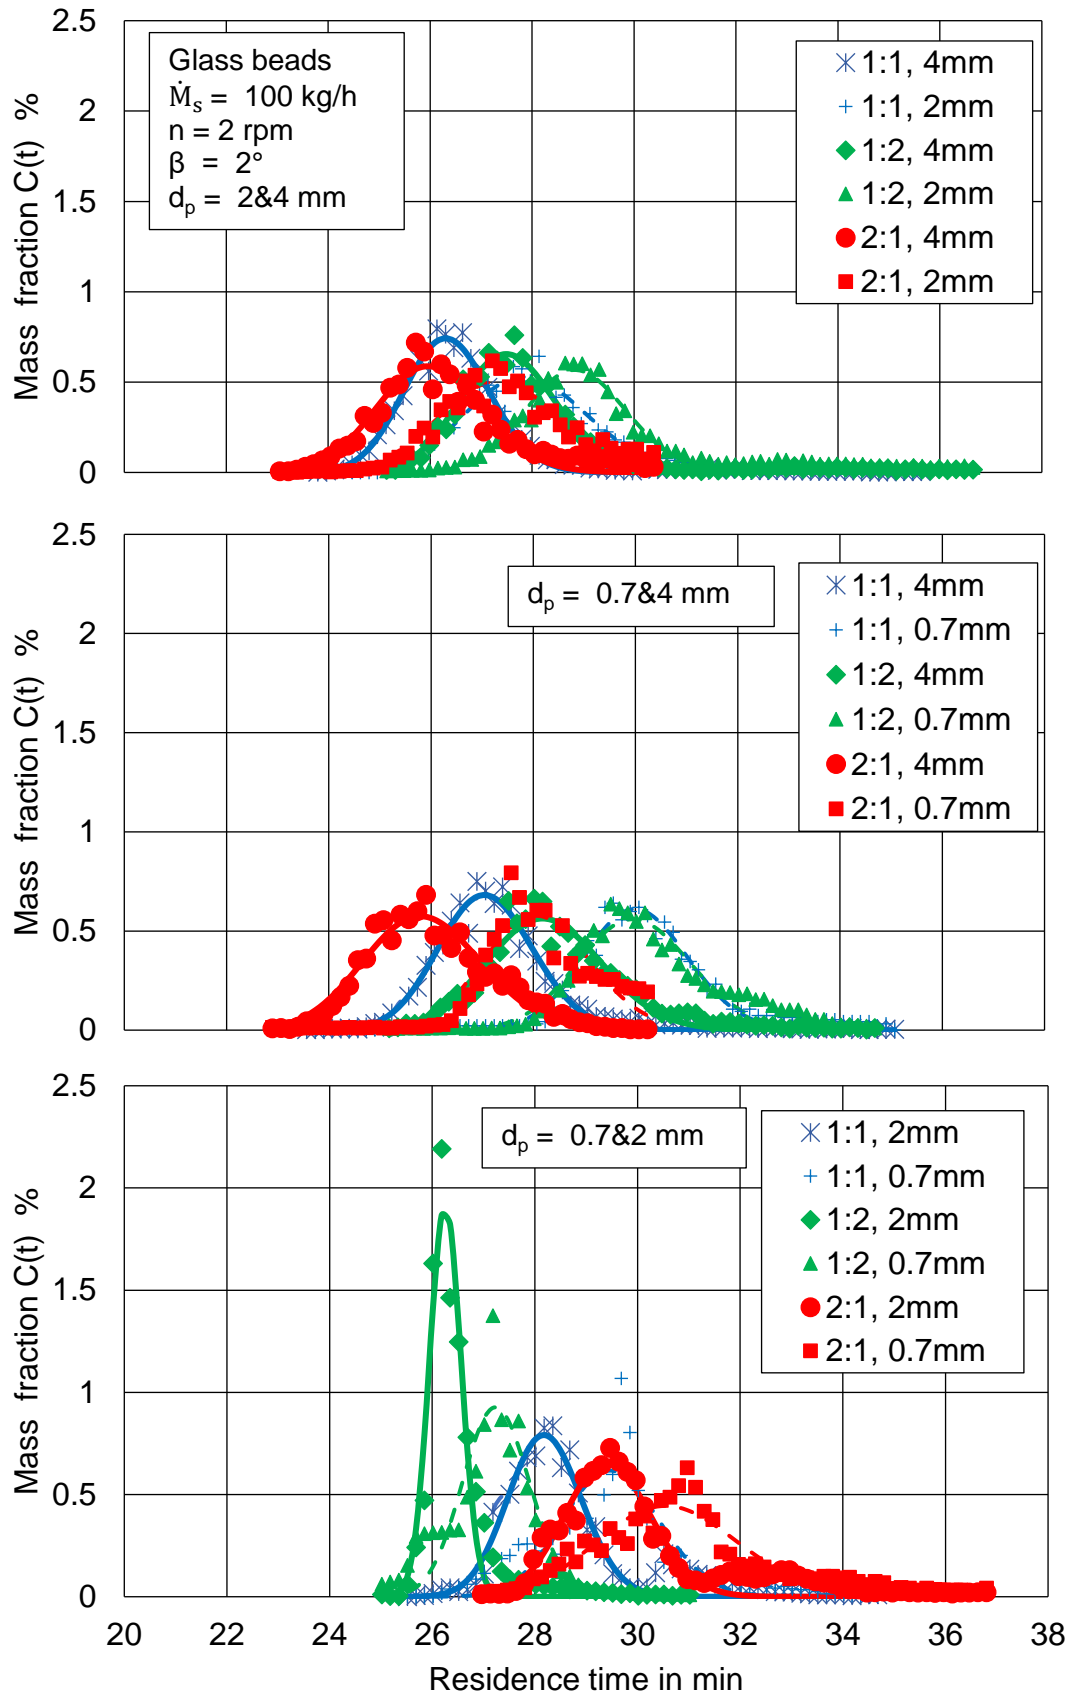 2.5
2
1.5
1
0.5
0
Mass fraction C(t) %
Glass beads
Ṁs = 100 kg/h
n = 2 rpm
β = 2°
dp = 2&4 mm
1:1, 4mm
1:1, 2mm
1:2, 4mm
1:2, 2mm
2:1, 4mm
2:1, 2mm
2.5
2
1.5
1
0.5
0
Mass fraction C(t) %
dp = 0.7&4 mm
1:1, 4mm
1:1, 0.7mm
1:2, 4mm
1:2, 0.7mm
2:1, 4mm
2:1, 0.7mm
2.5
2
1.5
1
0.5
0
Mass fraction C(t) %
dp = 0.7&2 mm
1:1, 2mm
1:1, 0.7mm
1:2, 2mm
1:2, 0.7mm
2:1, 2mm
2:1, 0.7mm
20 22 24 26 28 30 32 34 36 38
Residence time in min